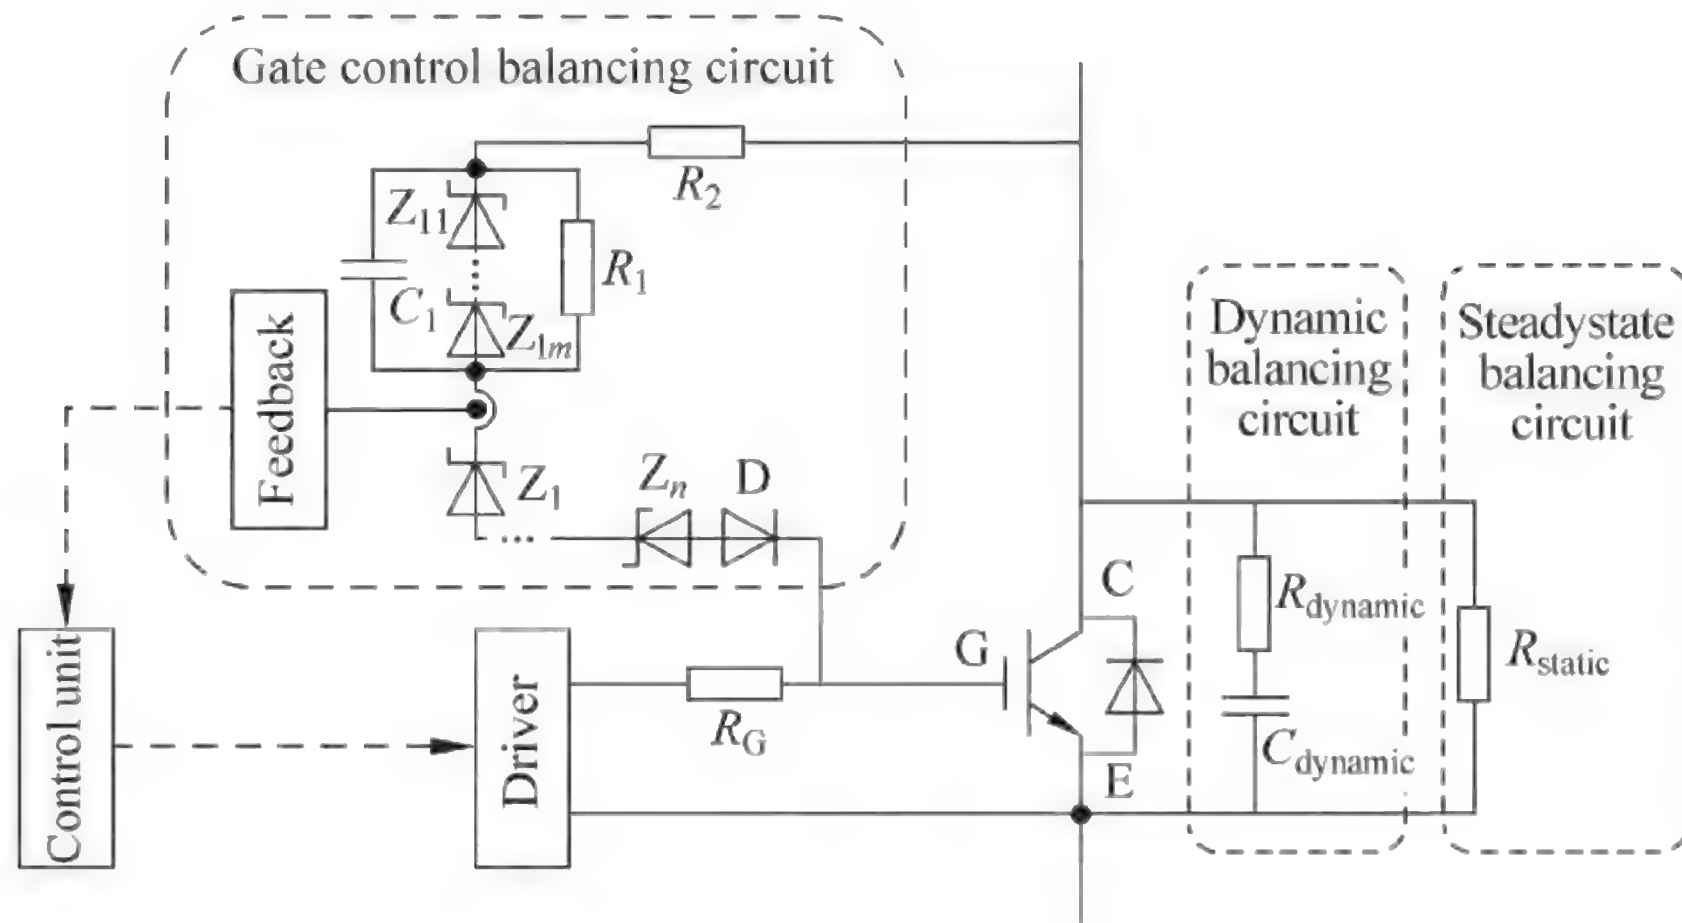 Gate control balancing circuit
R2
Z11
R1
C1
Z1m
Feedback
Z1
Zn
D
Dynamic
balancing
circuit
Steadystate
balancing
circuit
C
Rdynamic
G
Rstatic
RG
Cdynamic
E
Control unit
Driver